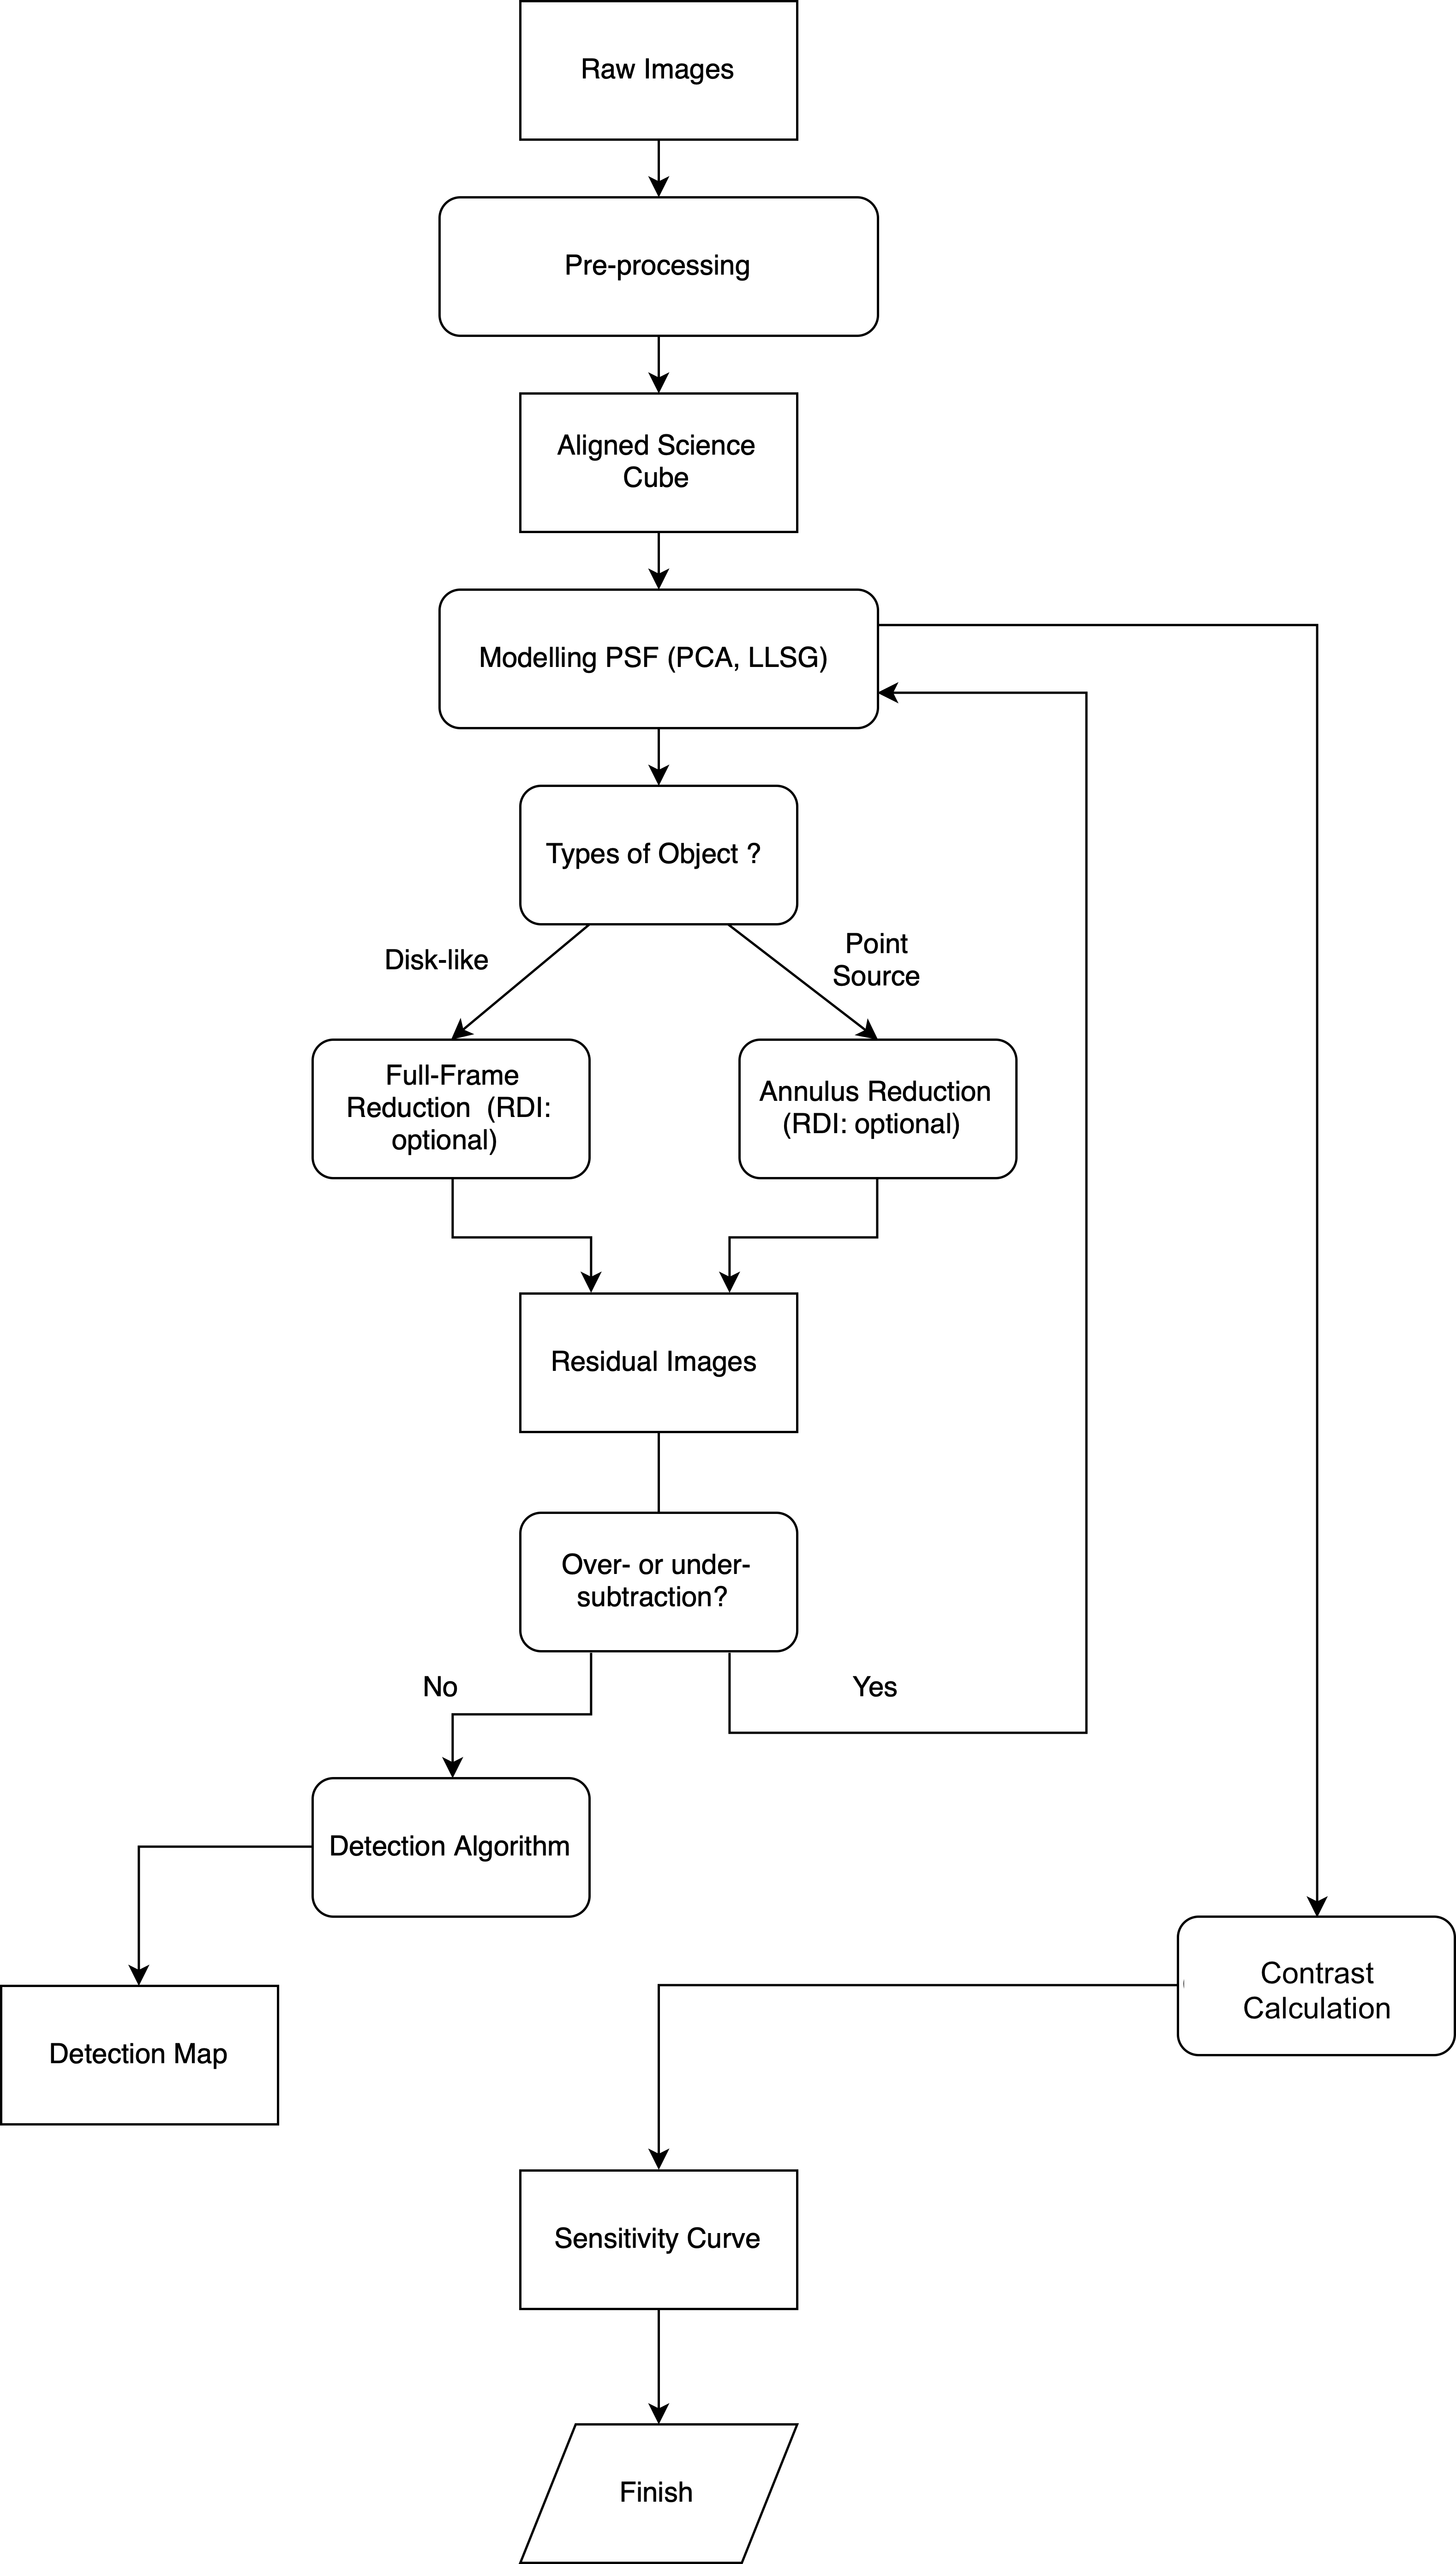 Raw Images
Pre-processing
Aligned Science
Cube
Modelling PSF (PCA, LLSG)
Types of Object ?
Disk-like
Point
Source
Full-Frame
Reduction (RDI:
optional)
Annulus Reduction
(RDI: optional)
Residual Images
Over- or under-
subtraction?
No
Yes
Detection Algorithm
Contrast
Calculation
Detection Map
Sensitivity Curve
Finish